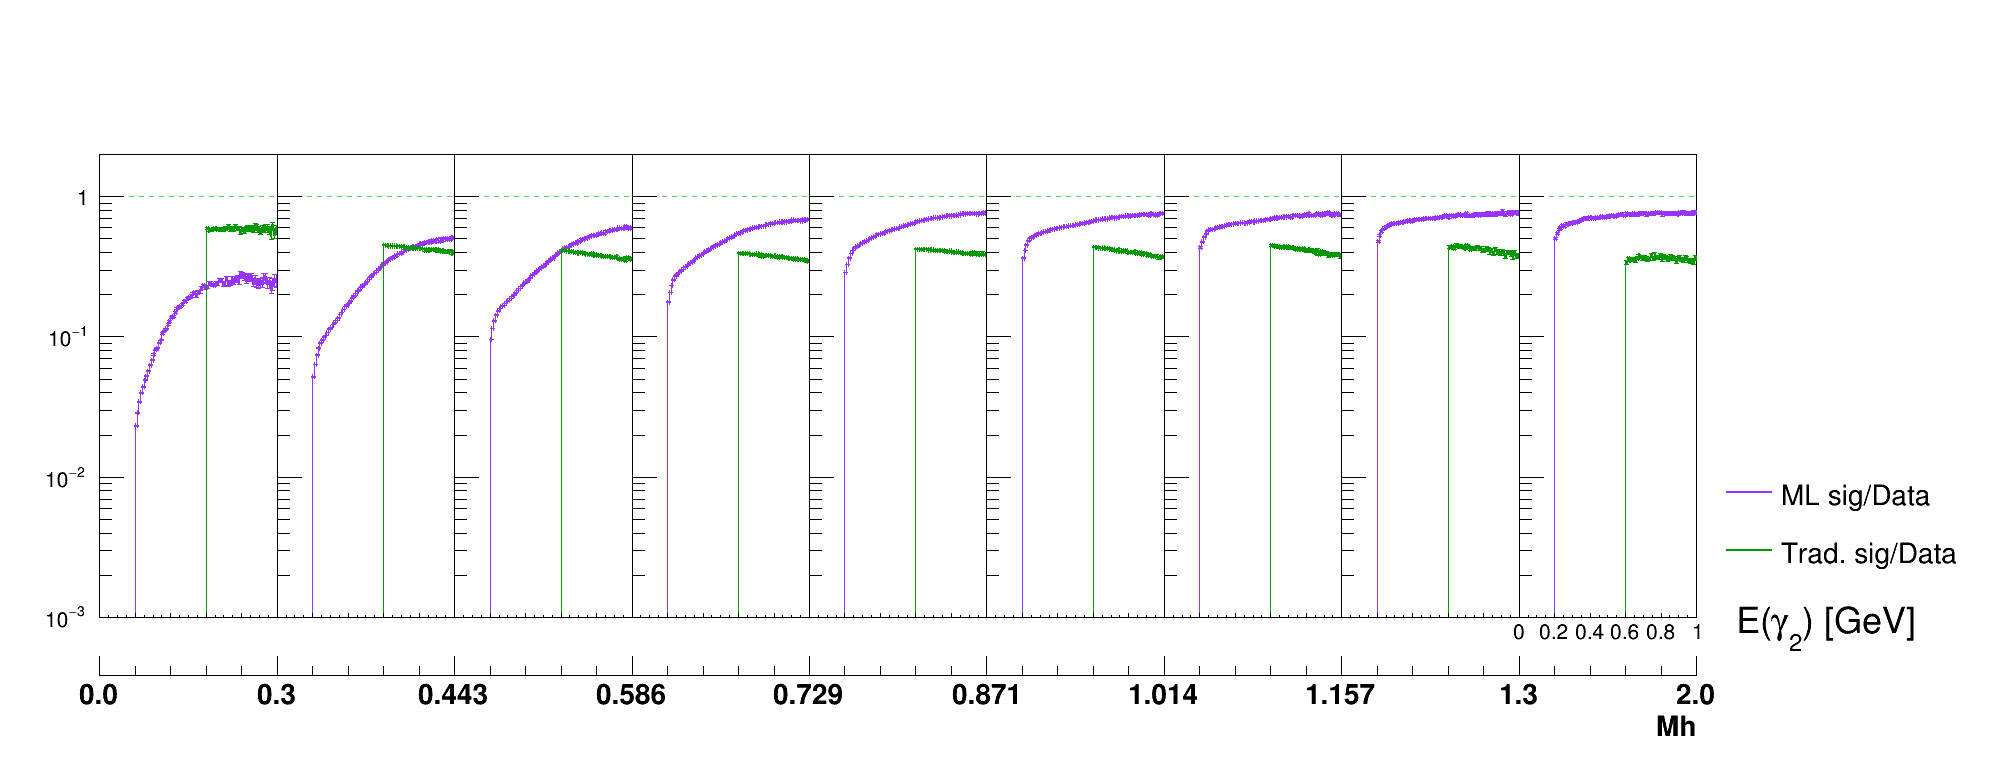 1
10⁻¹
10⁻²
10⁻³
ML sig/Data
Trad. sig/Data
0 0.2 0.4 0.6 0.8 1
E(γ₂) [GeV]
0.0 0.3 0.443 0.586 0.729 0.871 1.014 1.157 1.3 2.0
Mh